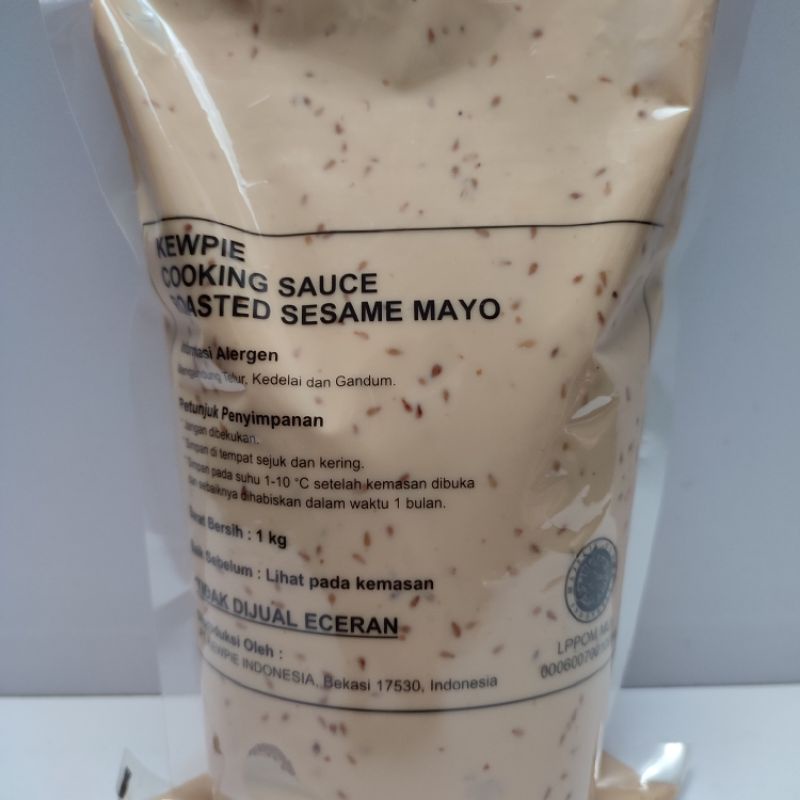 KEWPIE
COOKING SAUCE
ROASTED SESAME MAYO
Informasi Alergen
Mengandung Telur, Kedelai dan Gandum.
Petunjuk Penyimpanan
* Jangan dibekukan.
* Simpan di tempat sejuk dan kering.
* Simpan pada suhu 1-10 °C setelah kemasan dibuka
dan sebaiknya dihabiskan dalam waktu 1 bulan.
Berat Bersih : 1 kg
Baik Sebelum : Lihat pada kemasan
TIDAK DIJUAL ECERAN
Diproduksi Oleh :
PT KEWPIE INDONESIA, Bekasi 17530, Indonesia
LPPOM MUI